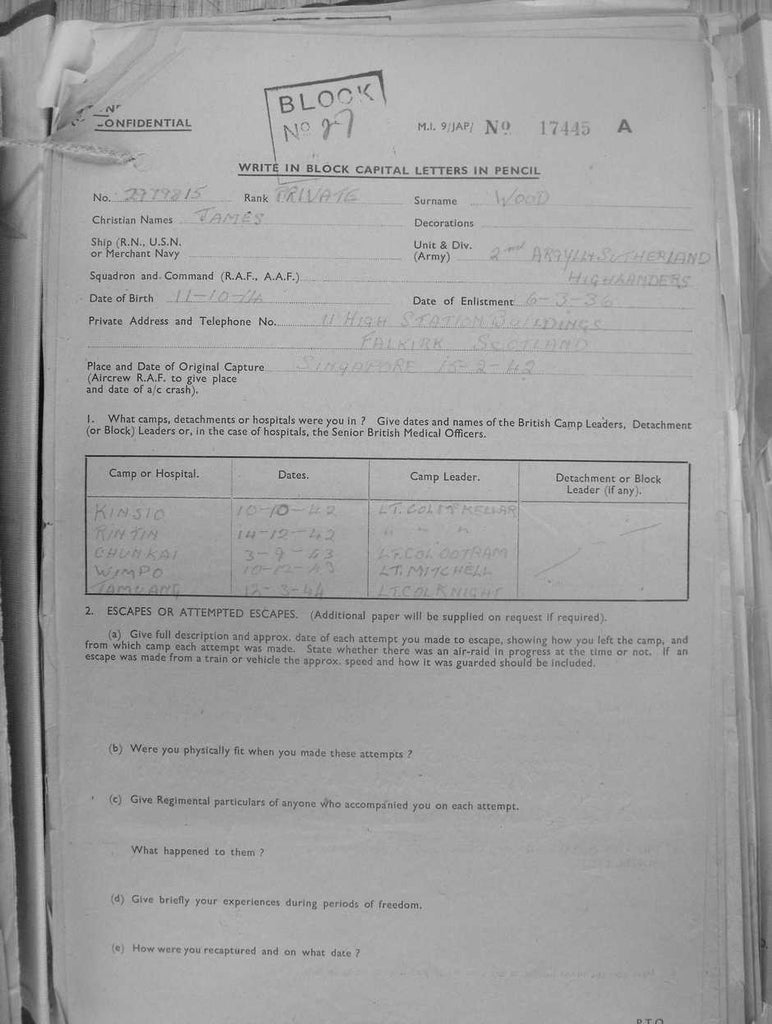 CONFIDENTIAL
BLOCK
No 27
M.I. 9/JAP/ No 17445 A
WRITE IN BLOCK CAPITAL LETTERS IN PENCIL
No. 2979815 Rank PRIVATE Surname WOOD
Christian Names JAMES Decorations
Ship (R.N., U.S.N. or Merchant Navy
Unit & Div. (Army) 2nd ARGYLL & SUTHERLAND
HIGHLANDERS
Squadron and Command (R.A.F., A.A.F.)
Date of Birth 11-10-14 Date of Enlistment 6-3-36
Private Address and Telephone No. HIGH STATION BUILDINGS
FALKIRK SCOTLAND
Place and Date of Original Capture SINGAPORE 15-2-42
(Aircrew R.A.F. to give place
and date of a/c crash).
1. What camps, detachments or hospitals were you in ? Give dates and names of the British Camp Leaders, Detachment
(or Block) Leaders or, in the case of hospitals, the Senior British Medical Officers.
Camp or Hospital. Dates. Camp Leader. Detachment or Block Leader (if any).
KINSIO 10-10-42 LT. COL McKELLAR
RINTIN 14-12-42 " " "
CHUNKAI 3-9-43 LT. COL OUTRAM
WIMPO 10-12-43 LT. MITCHELL
TAMUANG 12-3-44 LT COL KNIGHT
2. ESCAPES OR ATTEMPTED ESCAPES. (Additional paper will be supplied on request if required).
(a) Give full description and approx. date of each attempt you made to escape, showing how you left the camp, and
from which camp each attempt was made. State whether there was an air-raid in progress at the time or not. If an
escape was made from a train or vehicle the approx. speed and how it was guarded should be included.
(b) Were you physically fit when you made these attempts ?
(c) Give Regimental particulars of anyone who accompanied you on each attempt.
What happened to them ?
(d) Give briefly your experiences during periods of freedom.
(e) How were you recaptured and on what date ?
P.T.O.